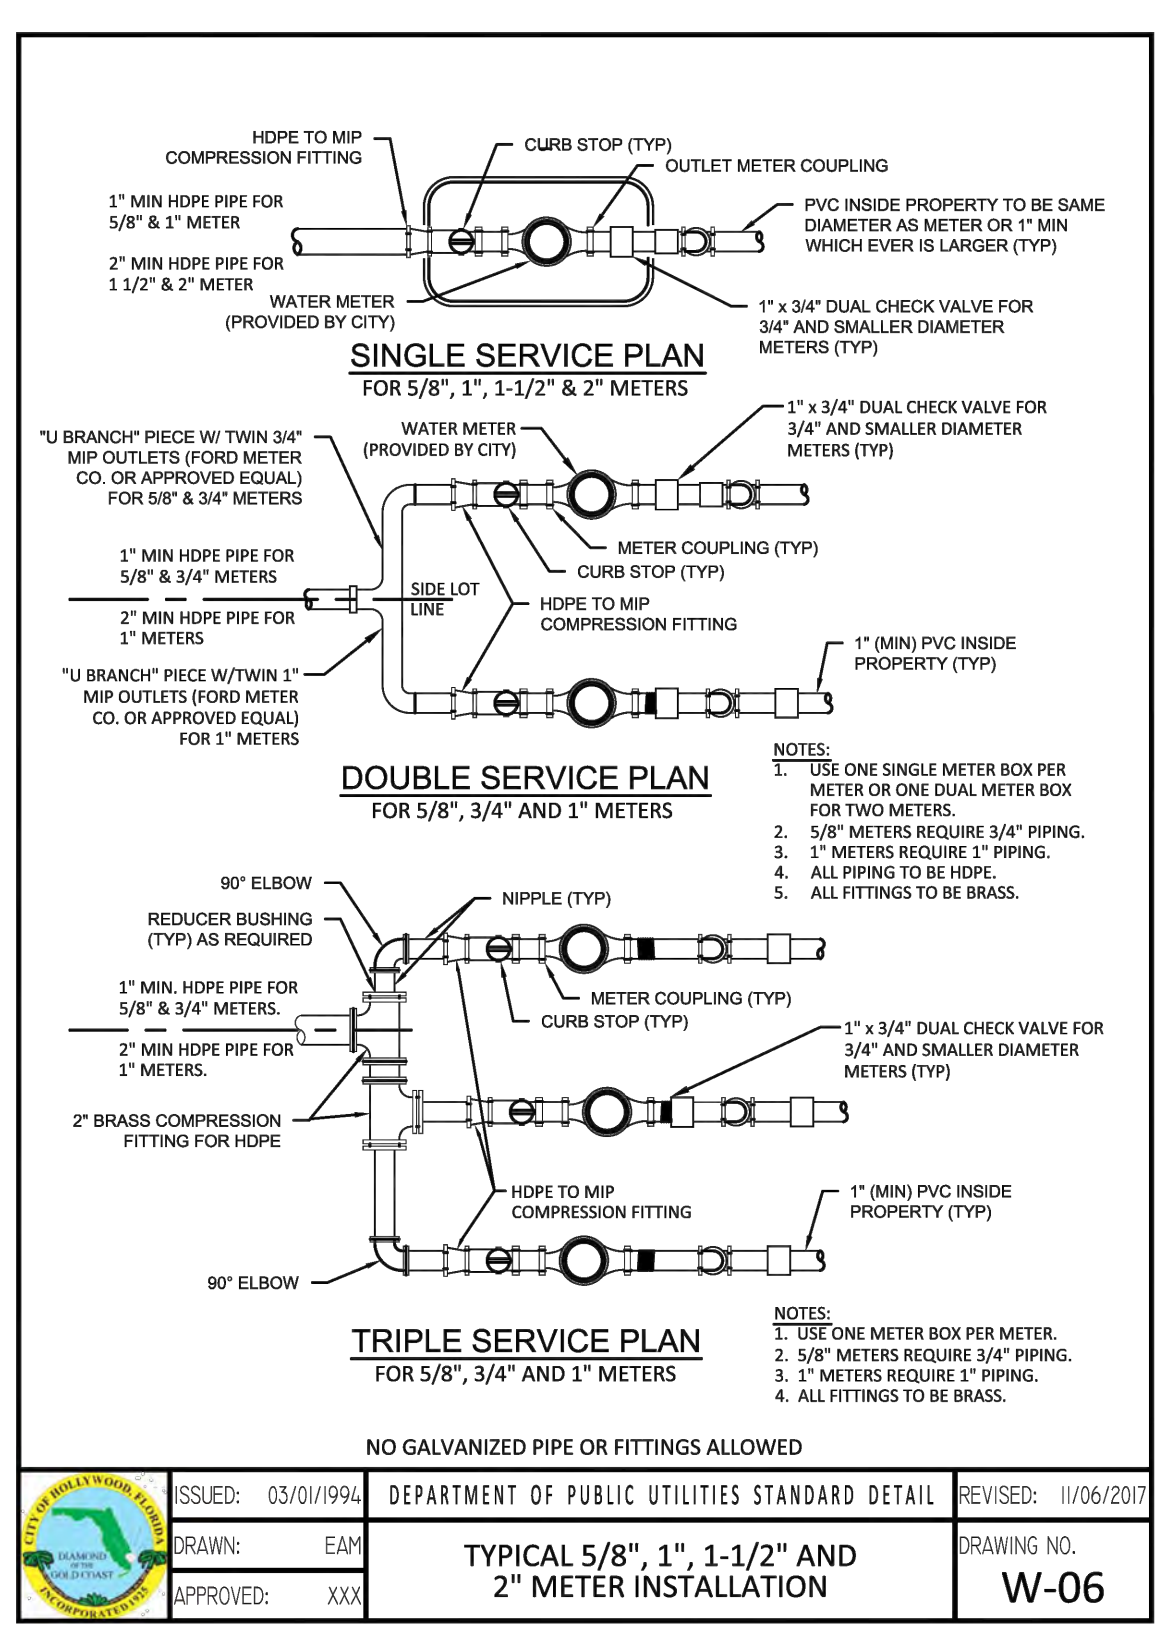 HDPE TO MIP
COMPRESSION FITTING
CURB STOP (TYP)
OUTLET METER COUPLING
1" MIN HDPE PIPE FOR
5/8" & 1" METER
PVC INSIDE PROPERTY TO BE SAME
DIAMETER AS METER OR 1" MIN
WHICH EVER IS LARGER (TYP)
2" MIN HDPE PIPE FOR
1 1/2" & 2" METER
WATER METER
(PROVIDED BY CITY)
1" x 3/4" DUAL CHECK VALVE FOR
3/4" AND SMALLER DIAMETER
METERS (TYP)
SINGLE SERVICE PLAN
FOR 5/8", 1", 1-1/2" & 2" METERS
"U BRANCH" PIECE W/ TWIN 3/4"
MIP OUTLETS (FORD METER
CO. OR APPROVED EQUAL)
FOR 5/8" & 3/4" METERS
WATER METER
(PROVIDED BY CITY)
1" x 3/4" DUAL CHECK VALVE FOR
3/4" AND SMALLER DIAMETER
METERS (TYP)
METER COUPLING (TYP)
CURB STOP (TYP)
1" MIN HDPE PIPE FOR
5/8" & 3/4" METERS
SIDE LOT
LINE
2" MIN HDPE PIPE FOR
1" METERS
HDPE TO MIP
COMPRESSION FITTING
1" (MIN) PVC INSIDE
PROPERTY (TYP)
"U BRANCH" PIECE W/TWIN 1"
MIP OUTLETS (FORD METER
CO. OR APPROVED EQUAL)
FOR 1" METERS
DOUBLE SERVICE PLAN
FOR 5/8", 3/4" AND 1" METERS
NOTES:
1. USE ONE SINGLE METER BOX PER
METER OR ONE DUAL METER BOX
FOR TWO METERS.
2. 5/8" METERS REQUIRE 3/4" PIPING.
3. 1" METERS REQUIRE 1" PIPING.
4. ALL PIPING TO BE HDPE.
5. ALL FITTINGS TO BE BRASS.
90° ELBOW
NIPPLE (TYP)
REDUCER BUSHING
(TYP) AS REQUIRED
1" MIN. HDPE PIPE FOR
5/8" & 3/4" METERS.
METER COUPLING (TYP)
CURB STOP (TYP)
2" MIN HDPE PIPE FOR
1" METERS.
1" x 3/4" DUAL CHECK VALVE FOR
3/4" AND SMALLER DIAMETER
METERS (TYP)
2" BRASS COMPRESSION
FITTING FOR HDPE
HDPE TO MIP
COMPRESSION FITTING
1" (MIN) PVC INSIDE
PROPERTY (TYP)
90° ELBOW
TRIPLE SERVICE PLAN
FOR 5/8", 3/4" AND 1" METERS
NOTES:
1. USE ONE METER BOX PER METER.
2. 5/8" METERS REQUIRE 3/4" PIPING.
3. 1" METERS REQUIRE 1" PIPING.
4. ALL FITTINGS TO BE BRASS.
NO GALVANIZED PIPE OR FITTINGS ALLOWED
CITY OF HOLLYWOOD, FLORIDA
DIAMOND
OF THE
GOLD COAST
INCORPORATED 1925
ISSUED: 03/01/1994
DRAWN: EAM
APPROVED: XXX
DEPARTMENT OF PUBLIC UTILITIES STANDARD DETAIL
TYPICAL 5/8", 1", 1-1/2" AND
2" METER INSTALLATION
REVISED: 11/06/2017
DRAWING NO.
W-06